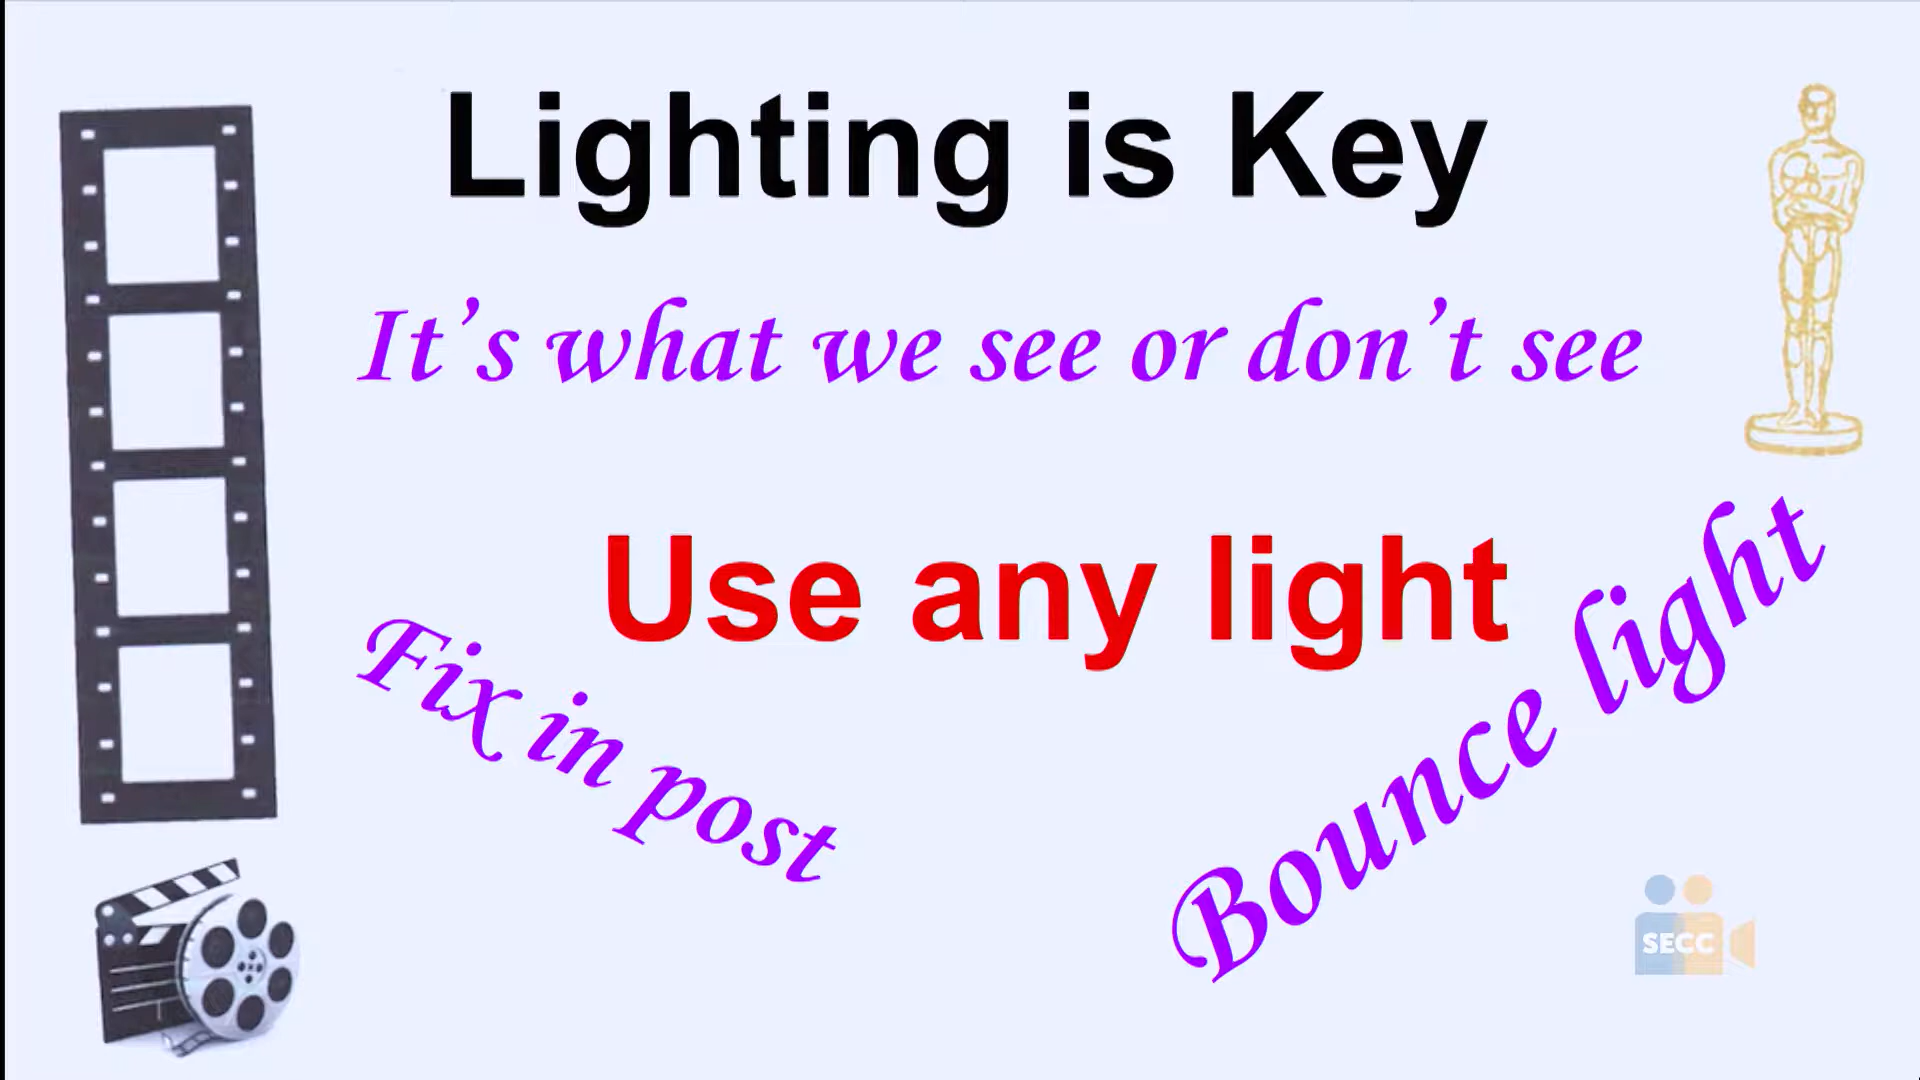 Lighting is Key
It’s what we see or don’t see
Use any light
Fix in post
Bounce light
SECC